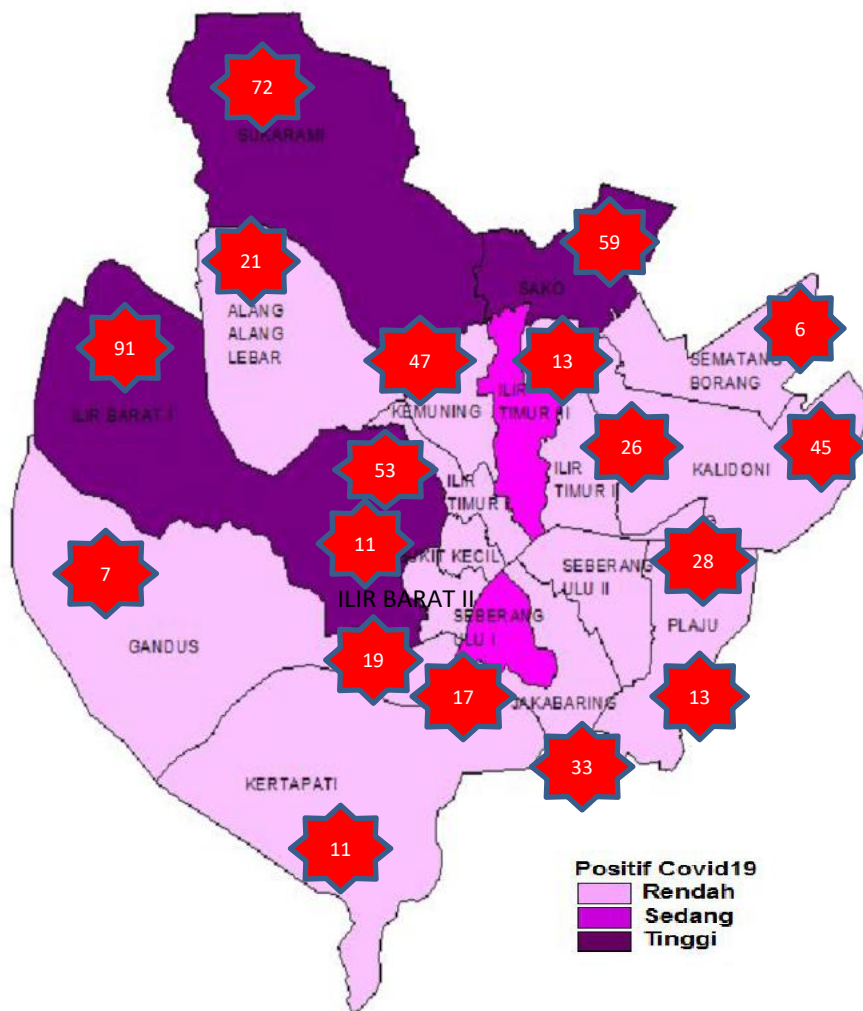 72
SUKARAMI
59
21
SAKO
ALANG
ALANG
LEBAR
6
91
47
13
SEMATANG
BORANG
ILIR BARAT I
KEMUNING
ILIR
TIMUR III
53
ILIR
TIMUR I
26
ILIR
TIMUR I
KALIDONI
45
11
7
KIT KECIL
SEBERANG
ULU II
28
ILIR BARAT II
SEBERANG
ULU I
PLAJU
GANDUS
19
17
JAKABARING
13
33
KERTAPATI
11
Positif Covid19
Rendah
Sedang
Tinggi